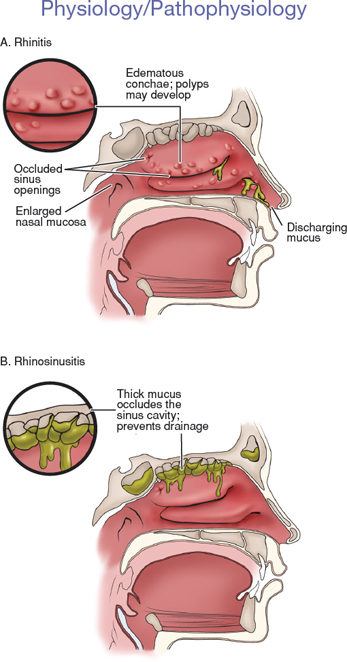 Physiology/Pathophysiology
A. Rhinitis
Edematous
conchae; polyps
may develop
Occluded
sinus
openings
Enlarged
nasal mucosa
Discharging
mucus
B. Rhinosinusitis
Thick mucus
occludes the
sinus cavity;
prevents drainage